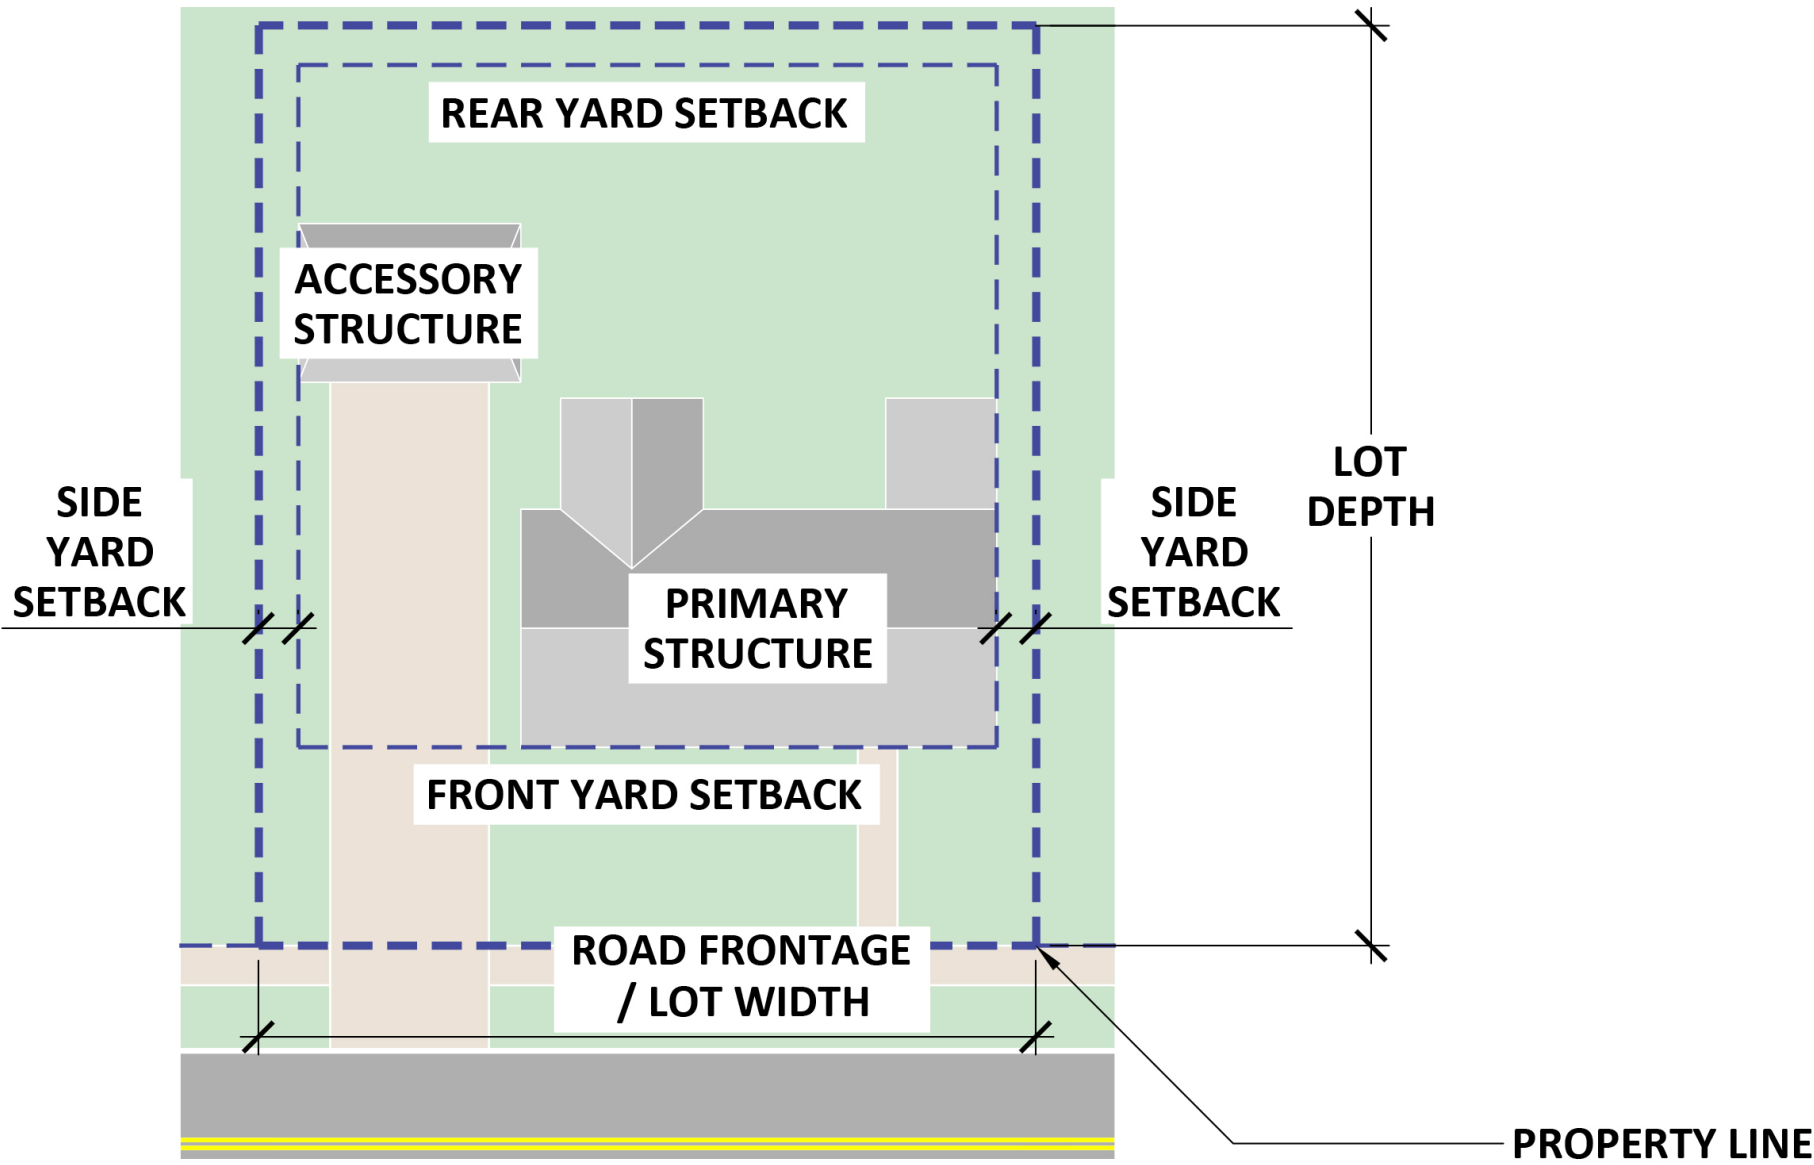 REAR YARD SETBACK
ACCESSORY
STRUCTURE
SIDE
YARD
SETBACK
PRIMARY
STRUCTURE
SIDE
YARD
SETBACK
LOT
DEPTH
FRONT YARD SETBACK
ROAD FRONTAGE
/ LOT WIDTH
PROPERTY LINE